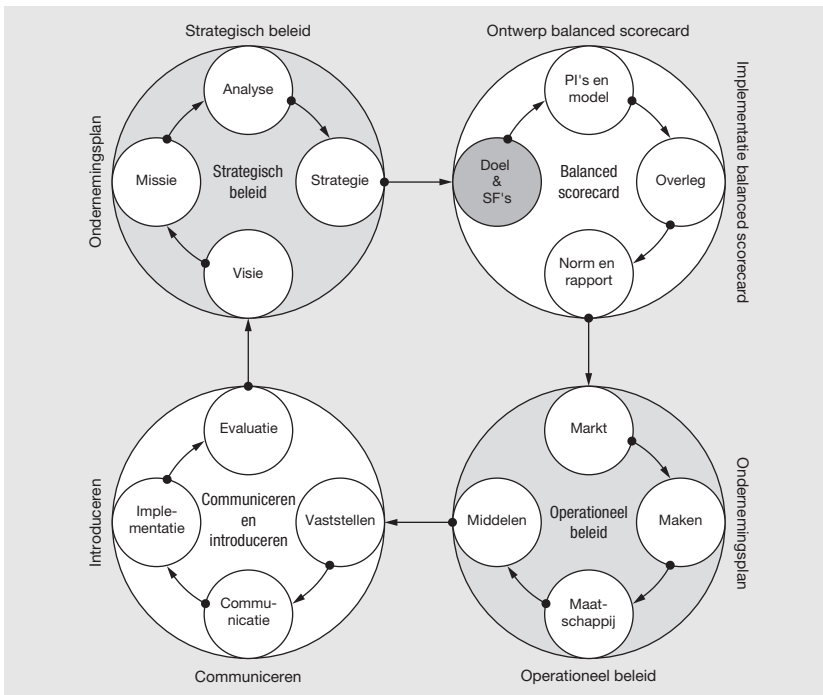 Strategisch beleid
Ondernemingsplan
Analyse
Missie
Strategisch
beleid
Strategie
Visie
Ontwerp balanced scorecard
Implementatie balanced scorecard
PI's en
model
Doel
&
SF's
Balanced
scorecard
Overleg
Norm en
rapport
Introduceren
Evaluatie
Imple-
mentatie
Communiceren
en
introduceren
Vaststellen
Commu-
nicatie
Communiceren
Markt
Middelen
Operationeel
beleid
Maken
Maat-
schappij
Ondernemingsplan
Operationeel beleid